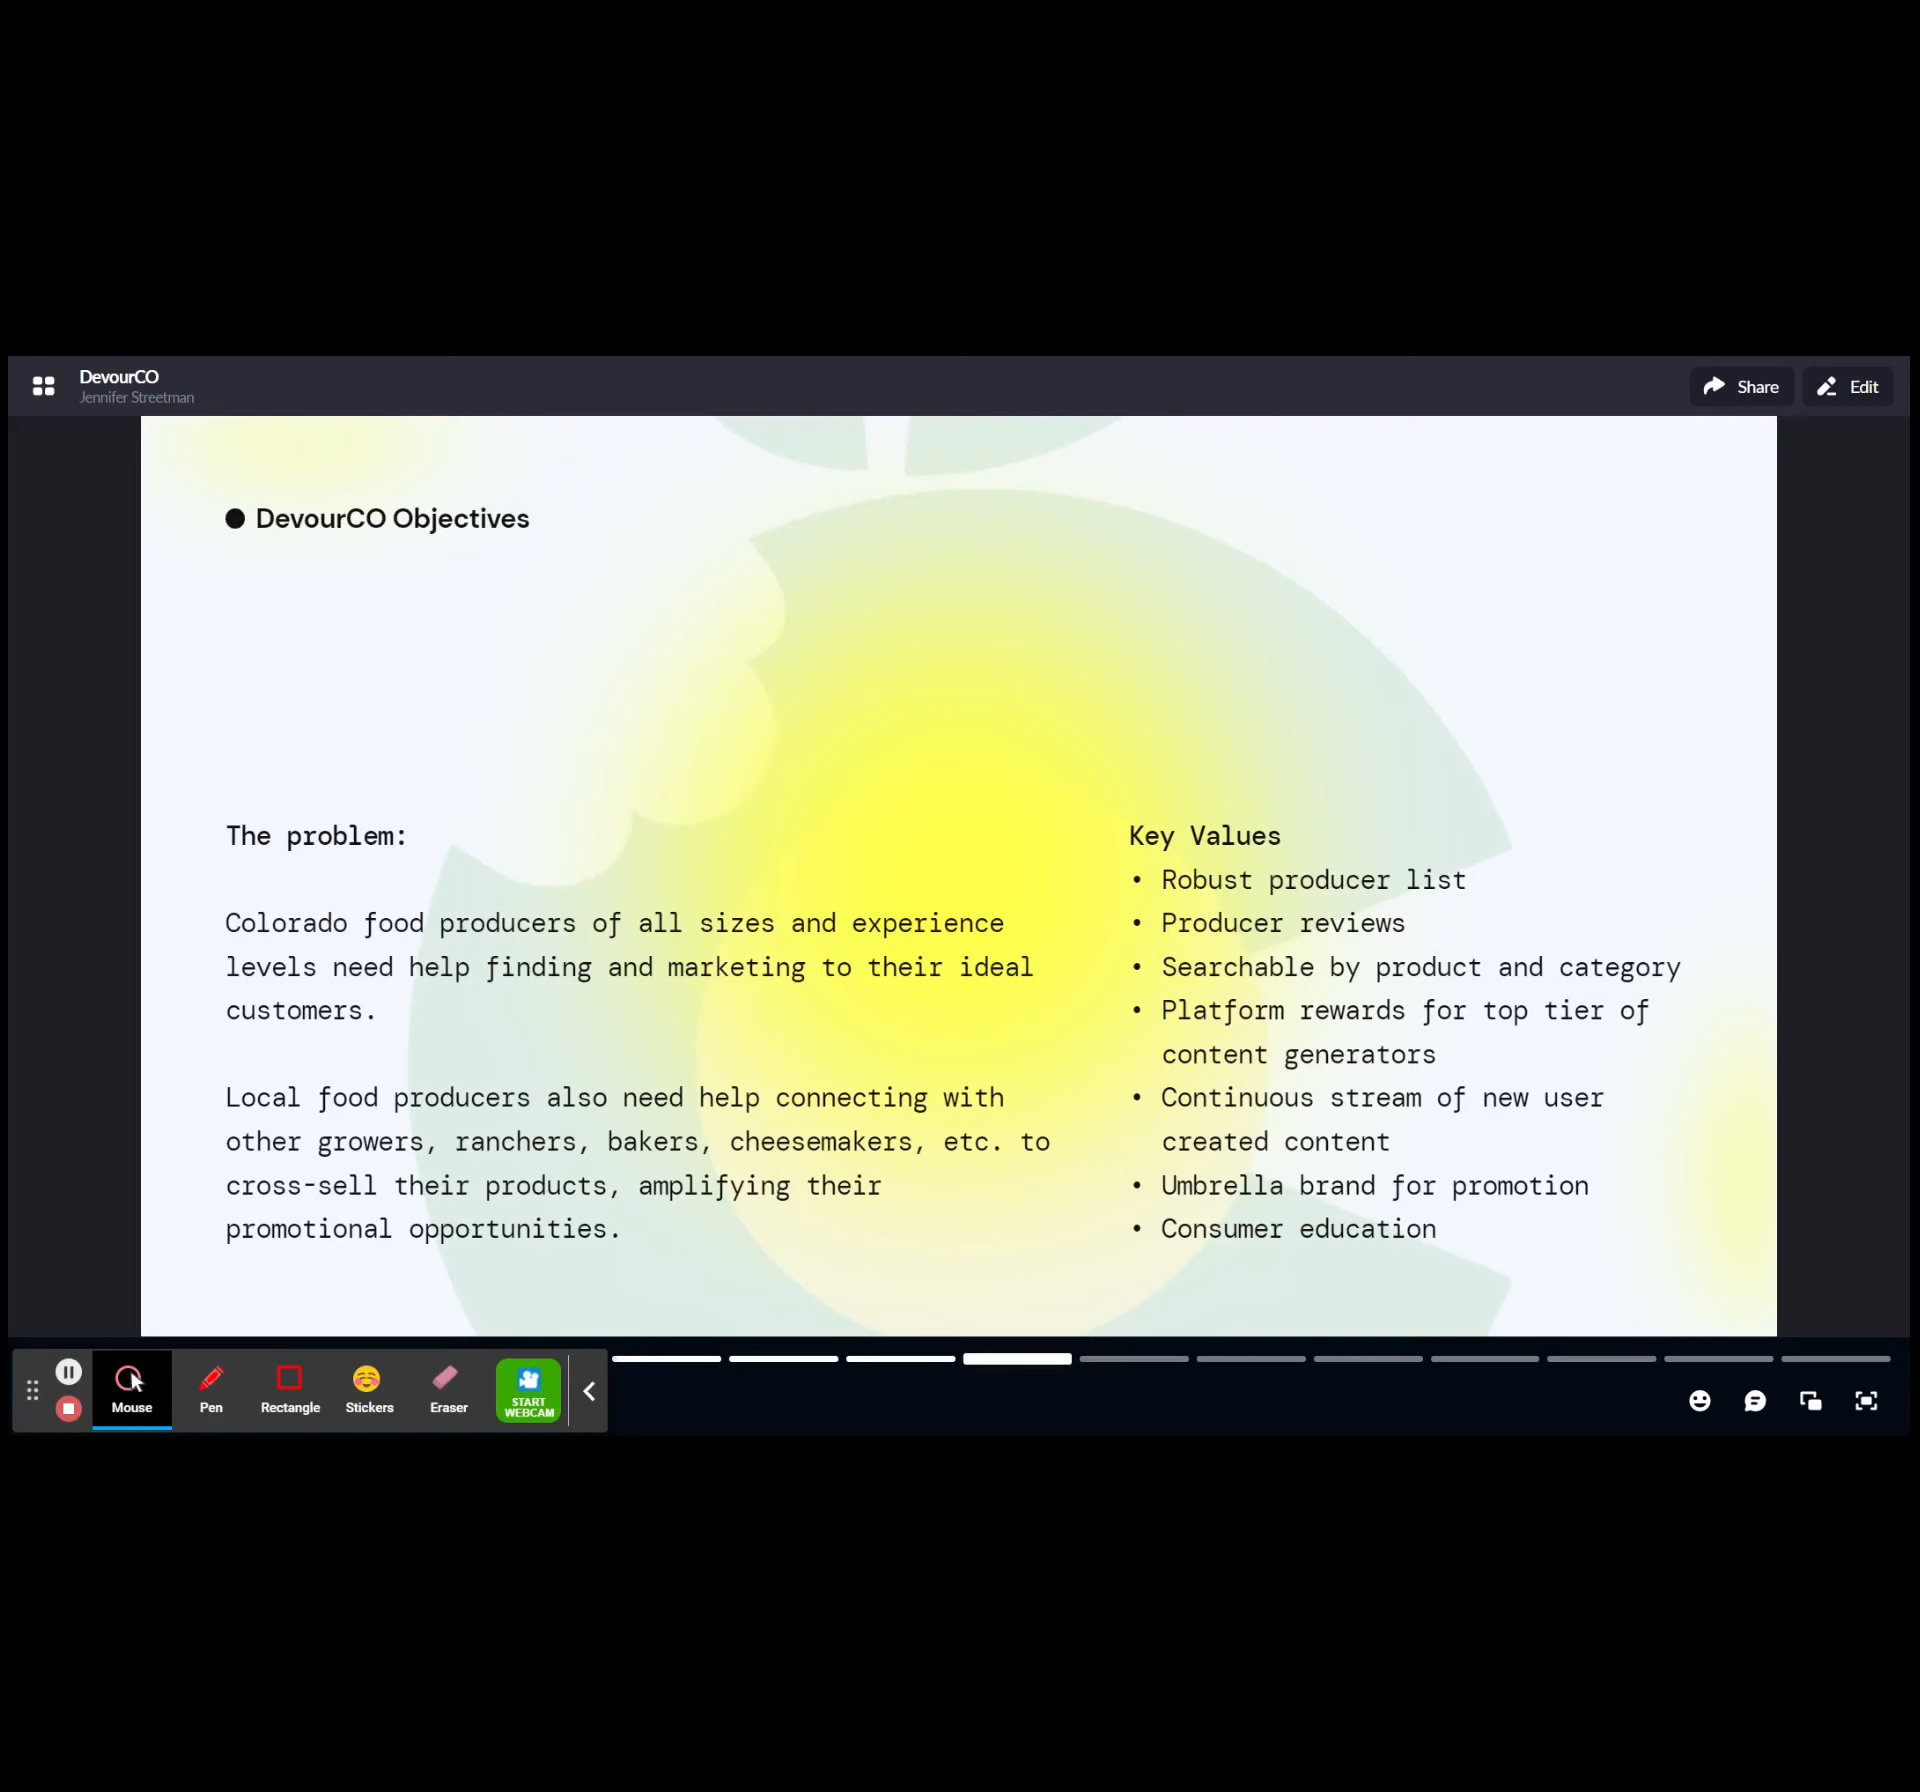 DevourCO
Jennifer Streetman
Share
Edit
DevourCO Objectives
The problem:
Colorado food producers of all sizes and experience
levels need help finding and marketing to their ideal
customers.
Local food producers also need help connecting with
other growers, ranchers, bakers, cheesemakers, etc. to
cross-sell their products, amplifying their
promotional opportunities.
Key Values
• Robust producer list
• Producer reviews
• Searchable by product and category
• Platform rewards for top tier of
content generators
• Continuous stream of new user
created content
• Umbrella brand for promotion
• Consumer education
Mouse
Pen
Rectangle
Stickers
Eraser
START
WEBCAM